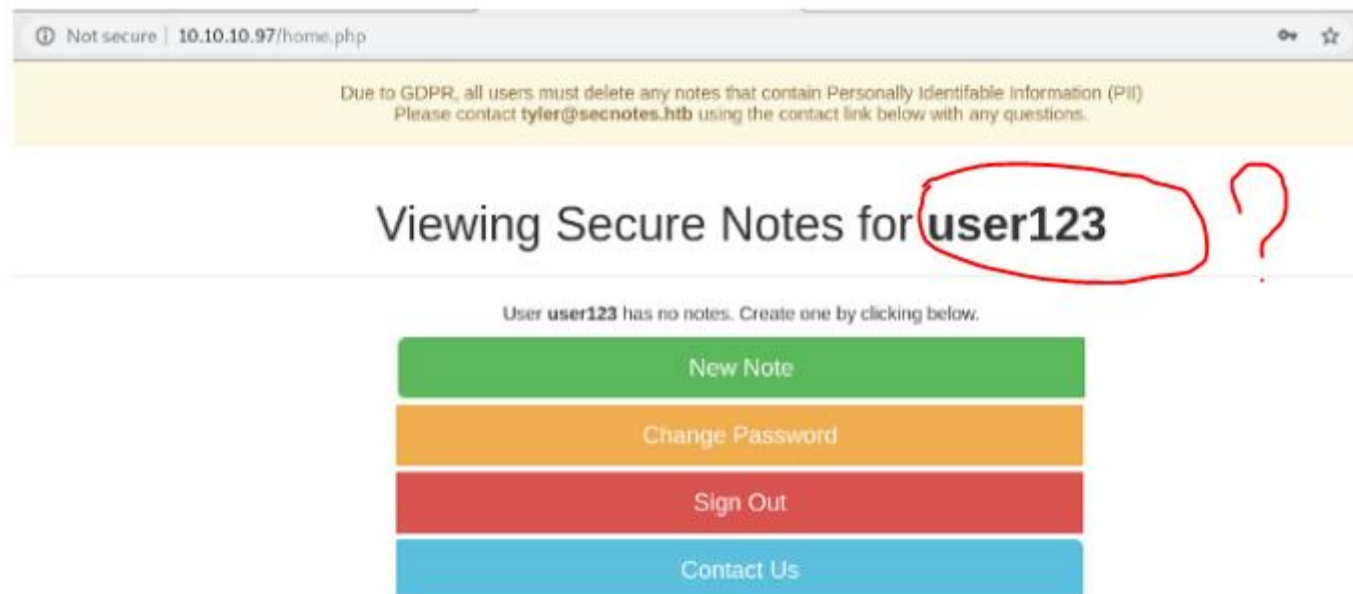 Not secure | 10.10.10.97/home.php
Due to GDPR, all users must delete any notes that contain Personally Identifable Information (PII)
Please contact tyler@secnotes.htb using the contact link below with any questions.
Viewing Secure Notes for user123 ?
User user123 has no notes. Create one by clicking below.
New Note
Change Password
Sign Out
Contact Us